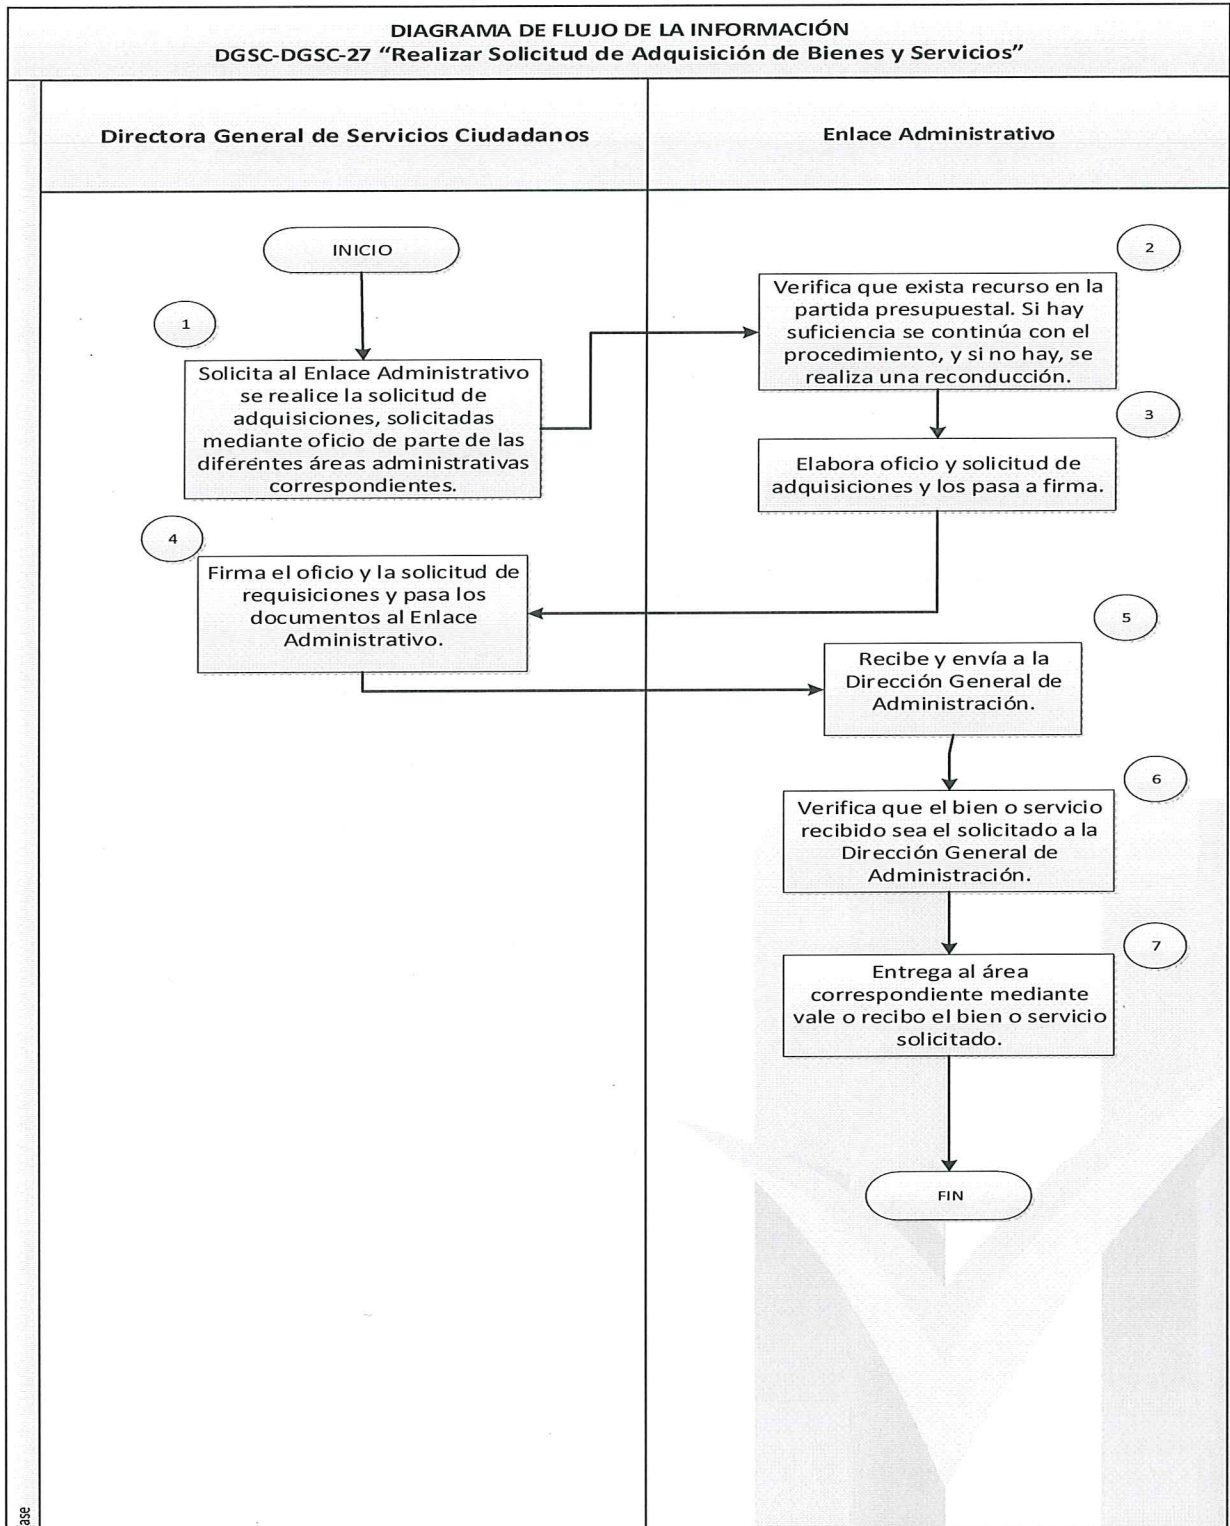 DIAGRAMA DE FLUJO DE LA INFORMACIÓN
DGSC-DGSC-27 “Realizar Solicitud de Adquisición de Bienes y Servicios”
Directora General de Servicios Ciudadanos
Enlace Administrativo
INICIO
1
Solicita al Enlace Administrativo
se realice la solicitud de
adquisiciones, solicitadas
mediante oficio de parte de las
diferentes áreas administrativas
correspondientes.
2
Verifica que exista recurso en la
partida presupuestal. Si hay
suficiencia se continúa con el
procedimiento, y si no hay, se
realiza una reconducción.
3
Elabora oficio y solicitud de
adquisiciones y los pasa a firma.
4
Firma el oficio y la solicitud de
requisiciones y pasa los
documentos al Enlace
Administrativo.
5
Recibe y envía a la
Dirección General de
Administración.
6
Verifica que el bien o servicio
recibido sea el solicitado a la
Dirección General de
Administración.
7
Entrega al área
correspondiente mediante
vale o recibo el bien o servicio
solicitado.
FIN
ase